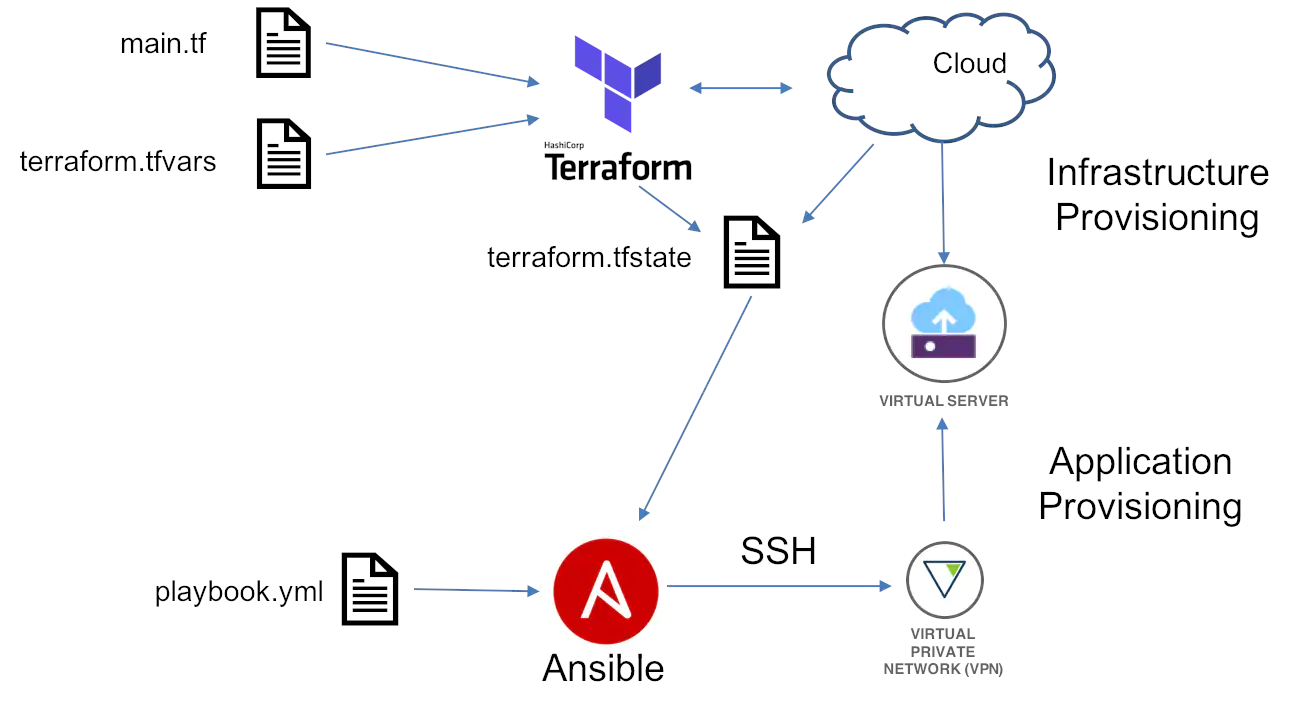 main.tf
Cloud
terraform.tfvars
HashiCorp
Terraform
Infrastructure
Provisioning
terraform.tfstate
VIRTUAL SERVER
Application
Provisioning
SSH
playbook.yml
Ansible
VIRTUAL
PRIVATE
NETWORK (VPN)